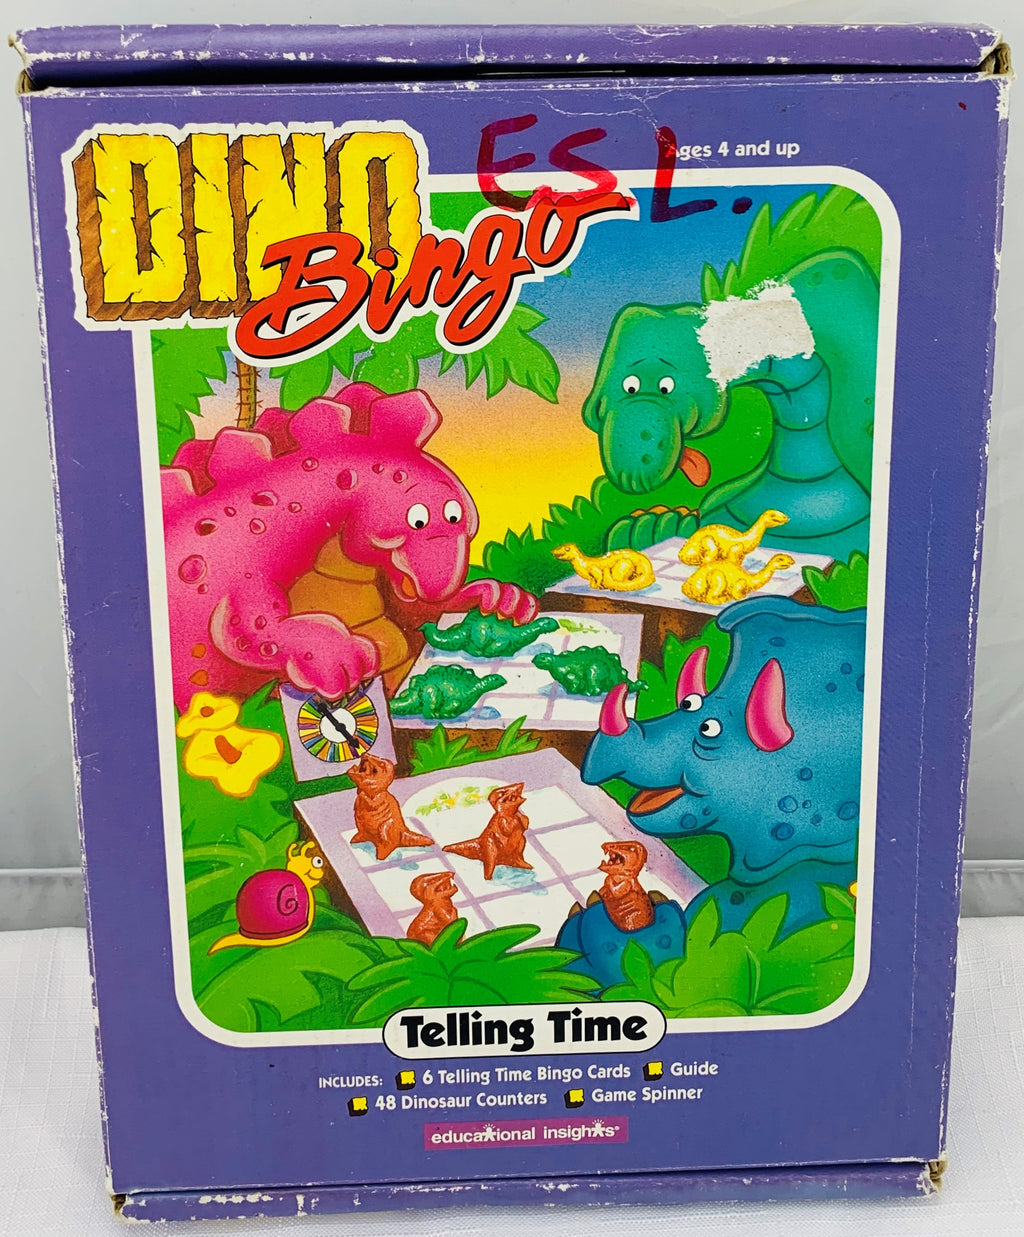 ESL.
Ages 4 and up
DINO
Bingo
Telling Time
INCLUDES: 6 Telling Time Bingo Cards Guide
48 Dinosaur Counters Game Spinner
educational insights®